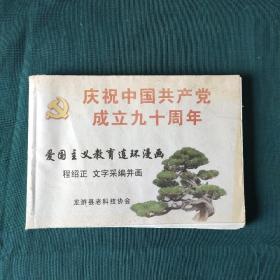 庆祝中国共产党
成立九十周年
爱国主义教育连环漫画
程绍正 文字采编并画
龙游县老科技协会